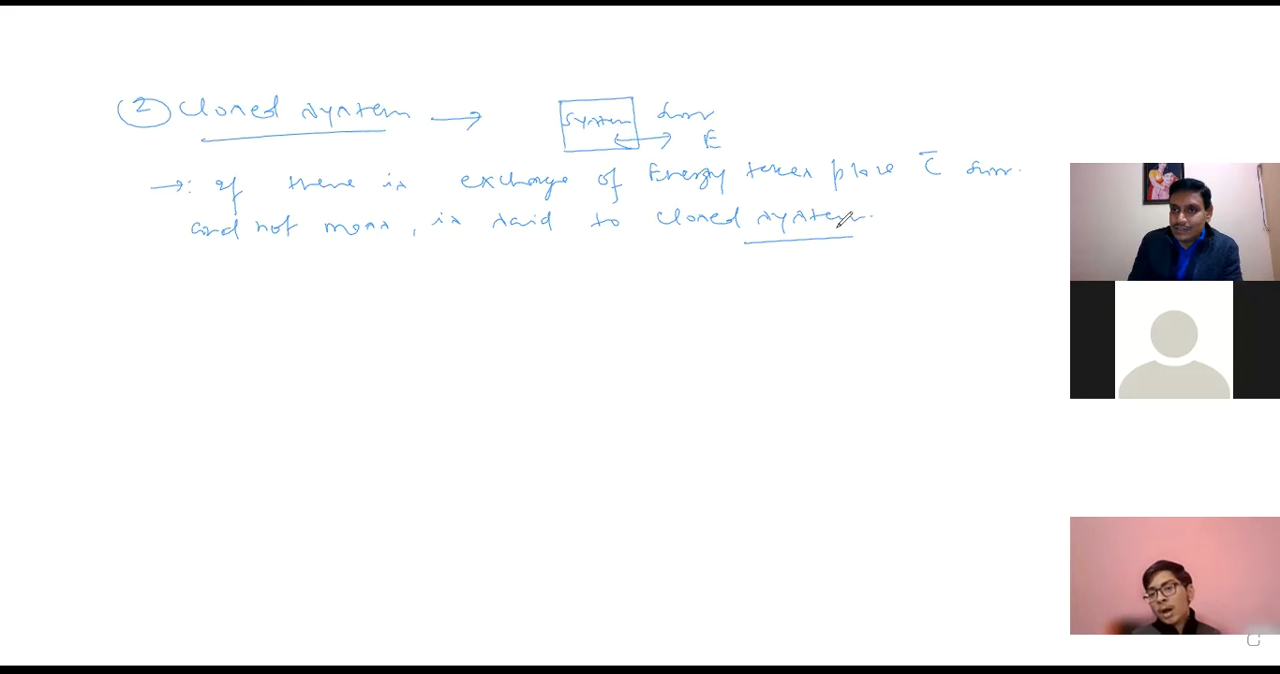 ② Closed system →
System surr
E
→: If there is exchange of Energy takes place c̅ surr.
and not mass, is said to closed system.